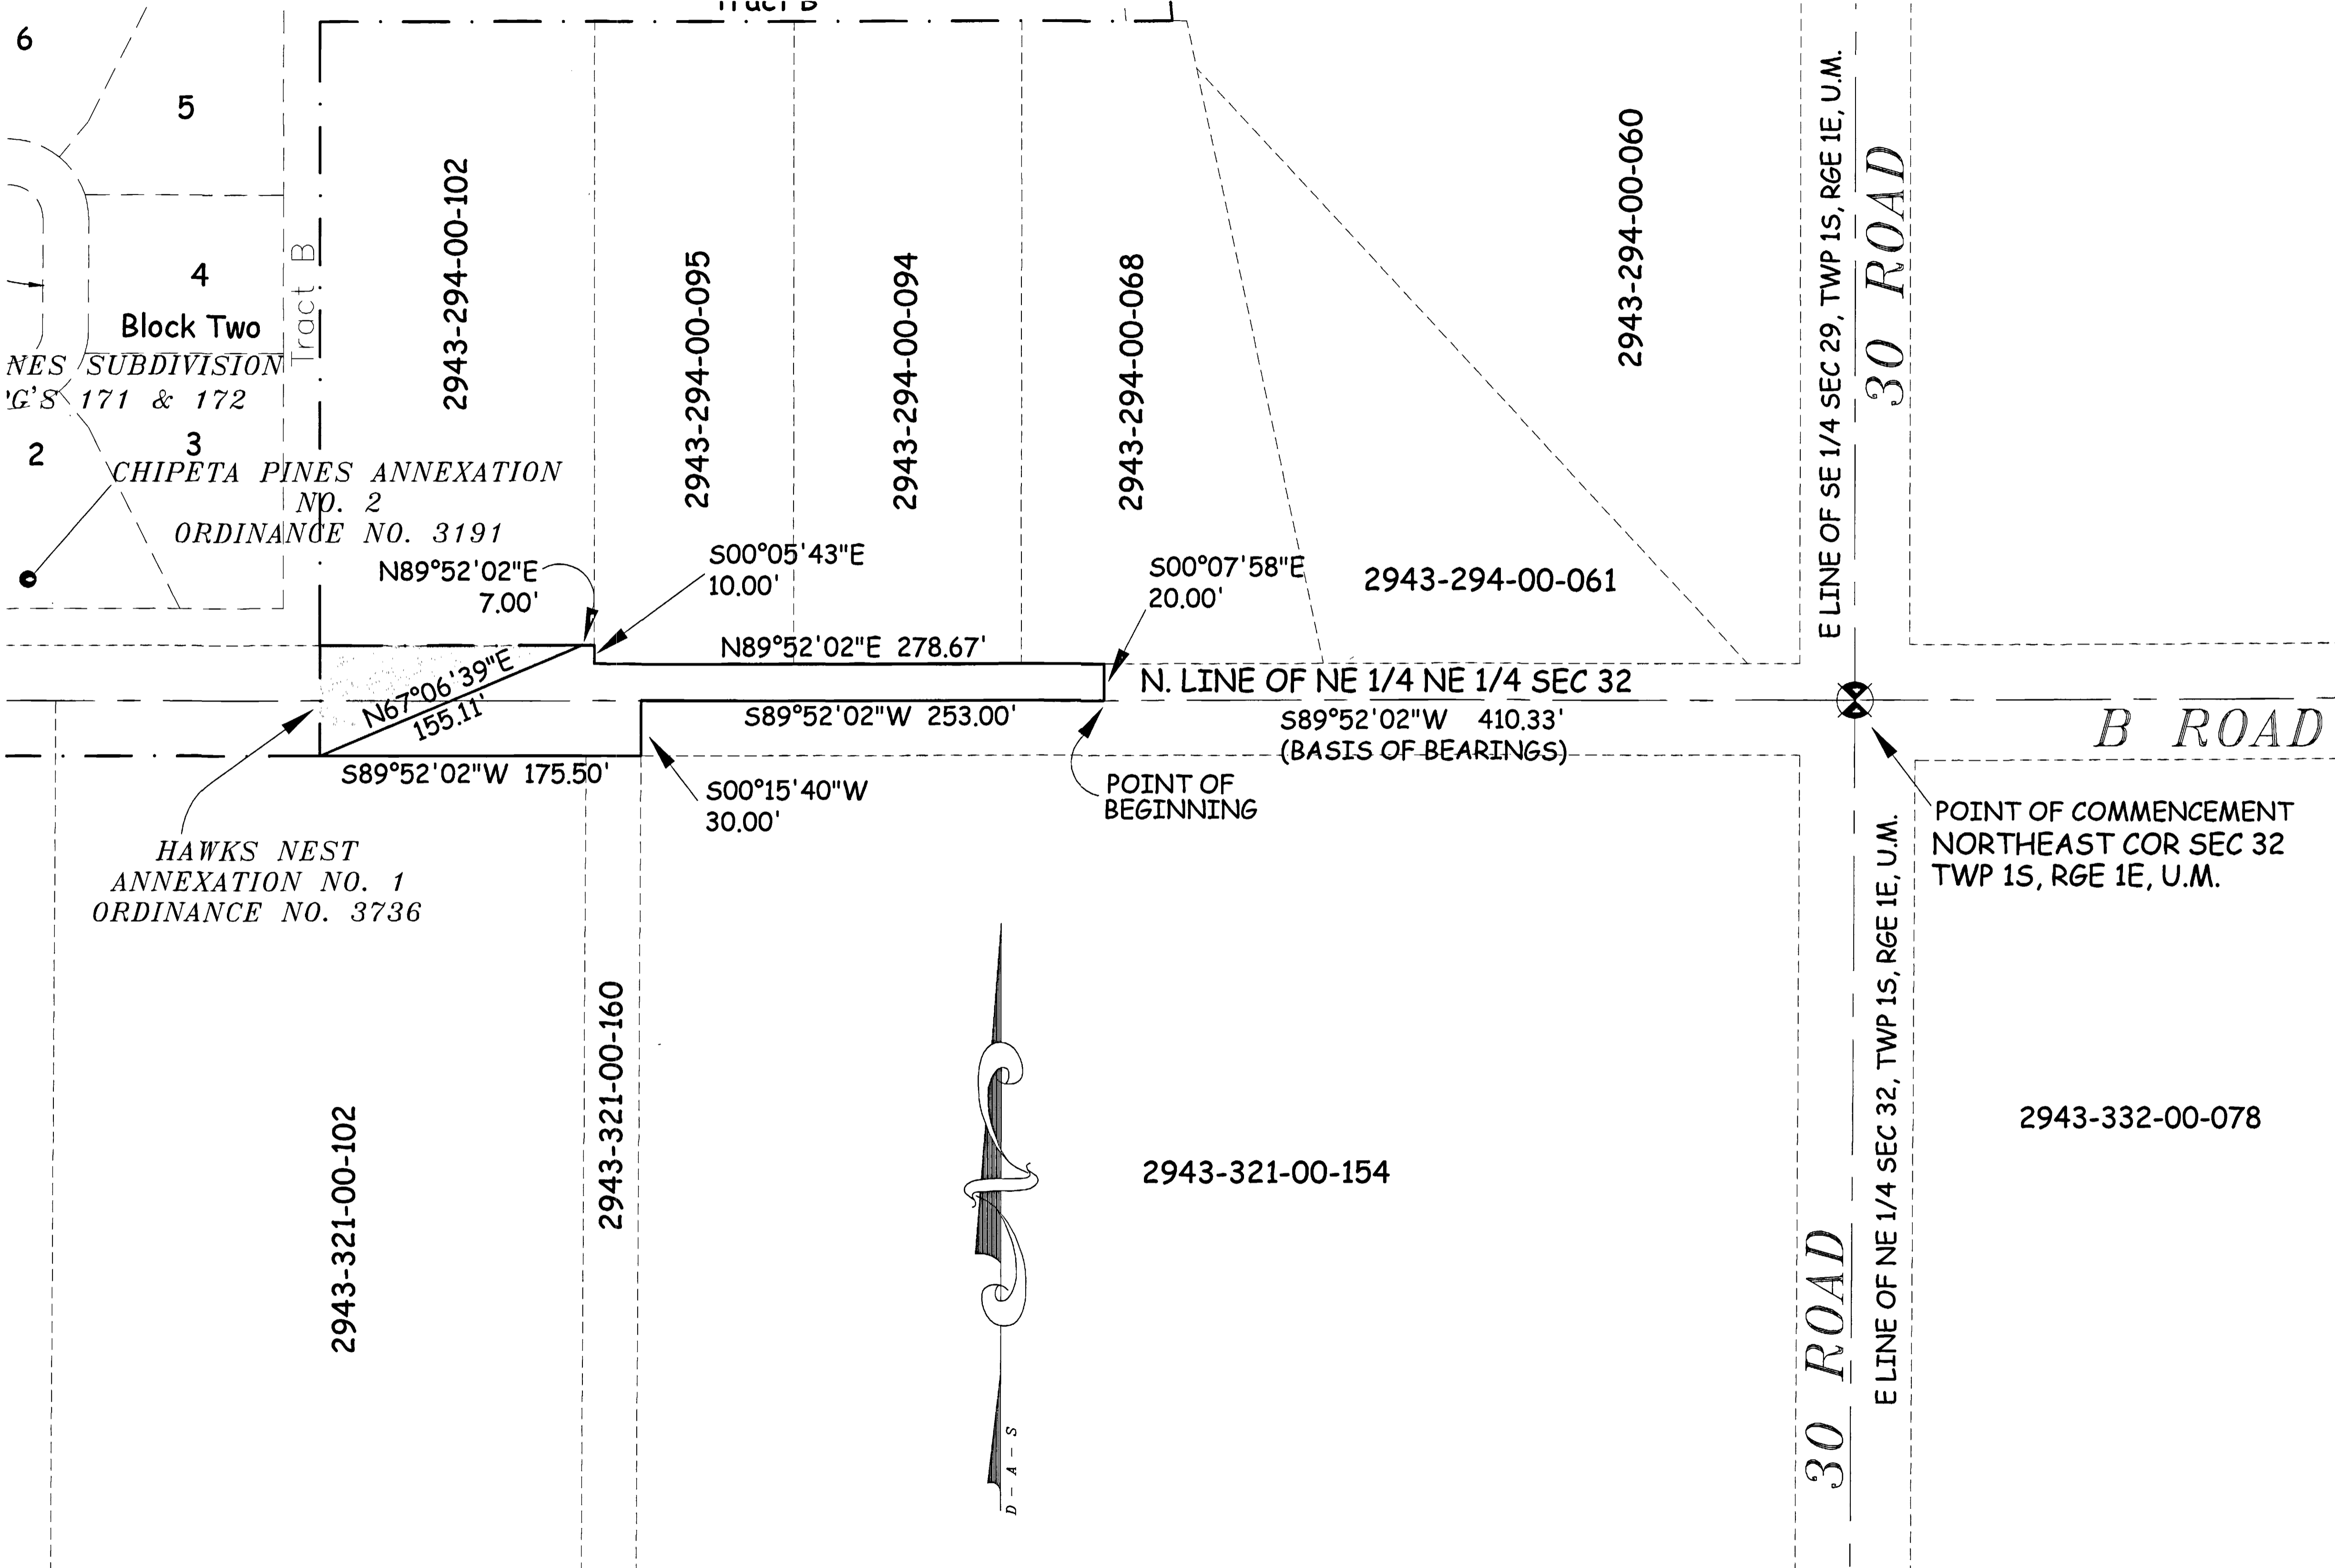 Tract B
6
5
4
Block Two
NES SUBDIVISION
'G'S 171 & 172
2
3
Tract B
CHIPETA PINES ANNEXATION
NO. 2
ORDINANCE NO. 3191
2943-294-00-102
2943-294-00-095
2943-294-00-094
2943-294-00-068
2943-294-00-060
2943-294-00-061
E LINE OF SE 1/4 SEC 29, TWP 1S, RGE 1E, U.M.
30 ROAD
N89°52'02"E
7.00'
S00°05'43"E
10.00'
S00°07'58"E
20.00'
N89°52'02"E 278.67'
N67°06'39"E
155.11'
S89°52'02"W 253.00'
N. LINE OF NE 1/4 NE 1/4 SEC 32
S89°52'02"W 410.33'
(BASIS OF BEARINGS)
B ROAD
S89°52'02"W 175.50'
S00°15'40"W
30.00'
POINT OF
BEGINNING
POINT OF COMMENCEMENT
NORTHEAST COR SEC 32
TWP 1S, RGE 1E, U.M.
HAWKS NEST
ANNEXATION NO. 1
ORDINANCE NO. 3736
2943-321-00-102
2943-321-00-160
2943-321-00-154
2943-332-00-078
E LINE OF NE 1/4 SEC 32, TWP 1S, RGE 1E, U.M.
30 ROAD
D-A-S